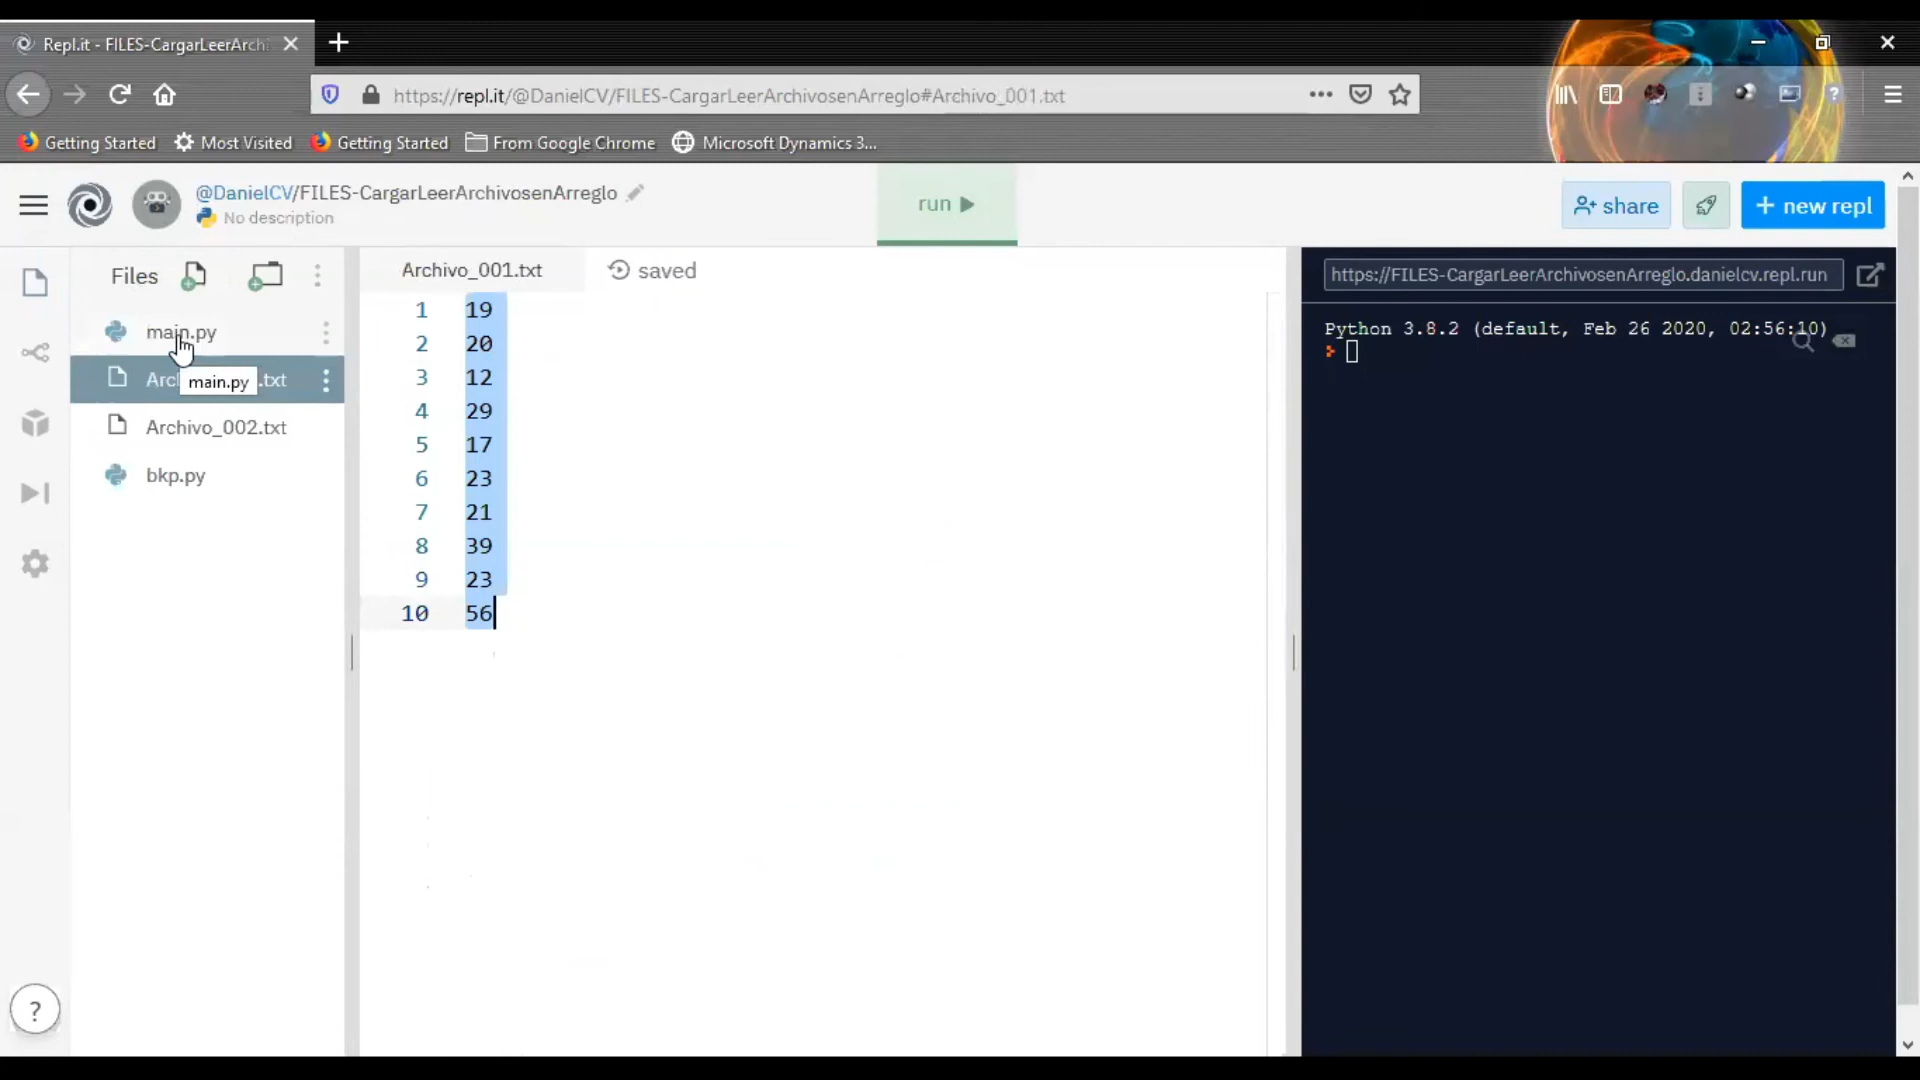 Repl.it - FILES-CargarLeerArchi
https://repl.it/@DanielCV/FILES-CargarLeerArchivosenArreglo#Archivo_001.txt
Getting Started
Most Visited
Getting Started
From Google Chrome
Microsoft Dynamics 3...
@DanielCV/FILES-CargarLeerArchivosenArreglo
No description
run
share
+ new repl
Files
main.py
Arc
main.py
.txt
Archivo_002.txt
bkp.py
Archivo_001.txt
saved
1 19
2 20
3 12
4 29
5 17
6 23
7 21
8 39
9 23
10 56
https://FILES-CargarLeerArchivosenArreglo.danielcv.repl.run
Python 3.8.2 (default, Feb 26 2020, 02:56:10)
?